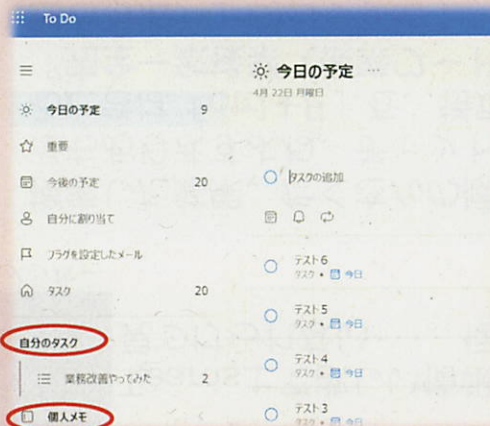 To Do
今日の予定 9
重要
今後の予定 20
自分に割り当て
フラグを設定したメール
タスク 20
自分のタスク
業務改善やってみた 2
個人メモ
今日の予定 …
4月 22日 月曜日
タスクの追加
テスト6
タスク • 今日
テスト5
タスク • 今日
テスト4
タスク • 今日
テスト3
タスク • 今日